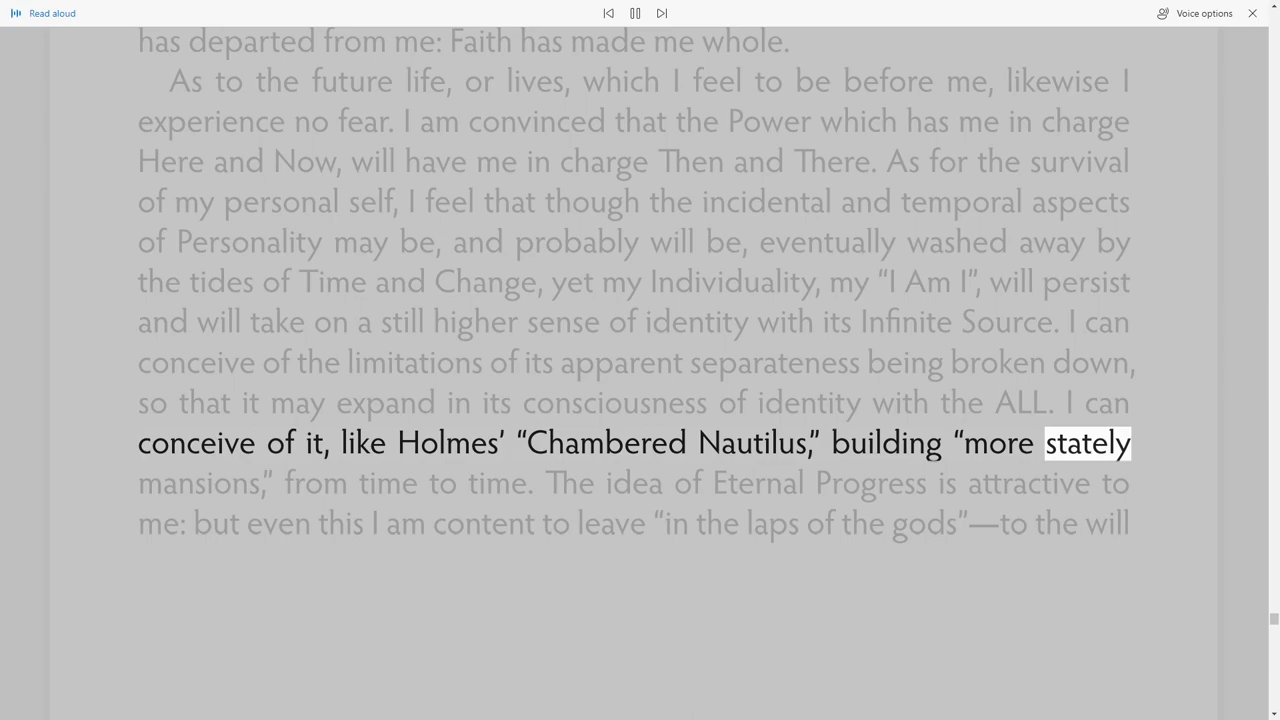 Read aloud
Voice options
has departed from me: Faith has made me whole.
As to the future life, or lives, which I feel to be before me, likewise I
experience no fear. I am convinced that the Power which has me in charge
Here and Now, will have me in charge Then and There. As for the survival
of my personal self, I feel that though the incidental and temporal aspects
of Personality may be, and probably will be, eventually washed away by
the tides of Time and Change, yet my Individuality, my “I Am I”, will persist
and will take on a still higher sense of identity with its Infinite Source. I can
conceive of the limitations of its apparent separateness being broken down,
so that it may expand in its consciousness of identity with the ALL. I can
conceive of it, like Holmes’ “Chambered Nautilus,” building “more stately
mansions,” from time to time. The idea of Eternal Progress is attractive to
me: but even this I am content to leave “in the laps of the gods”—to the will